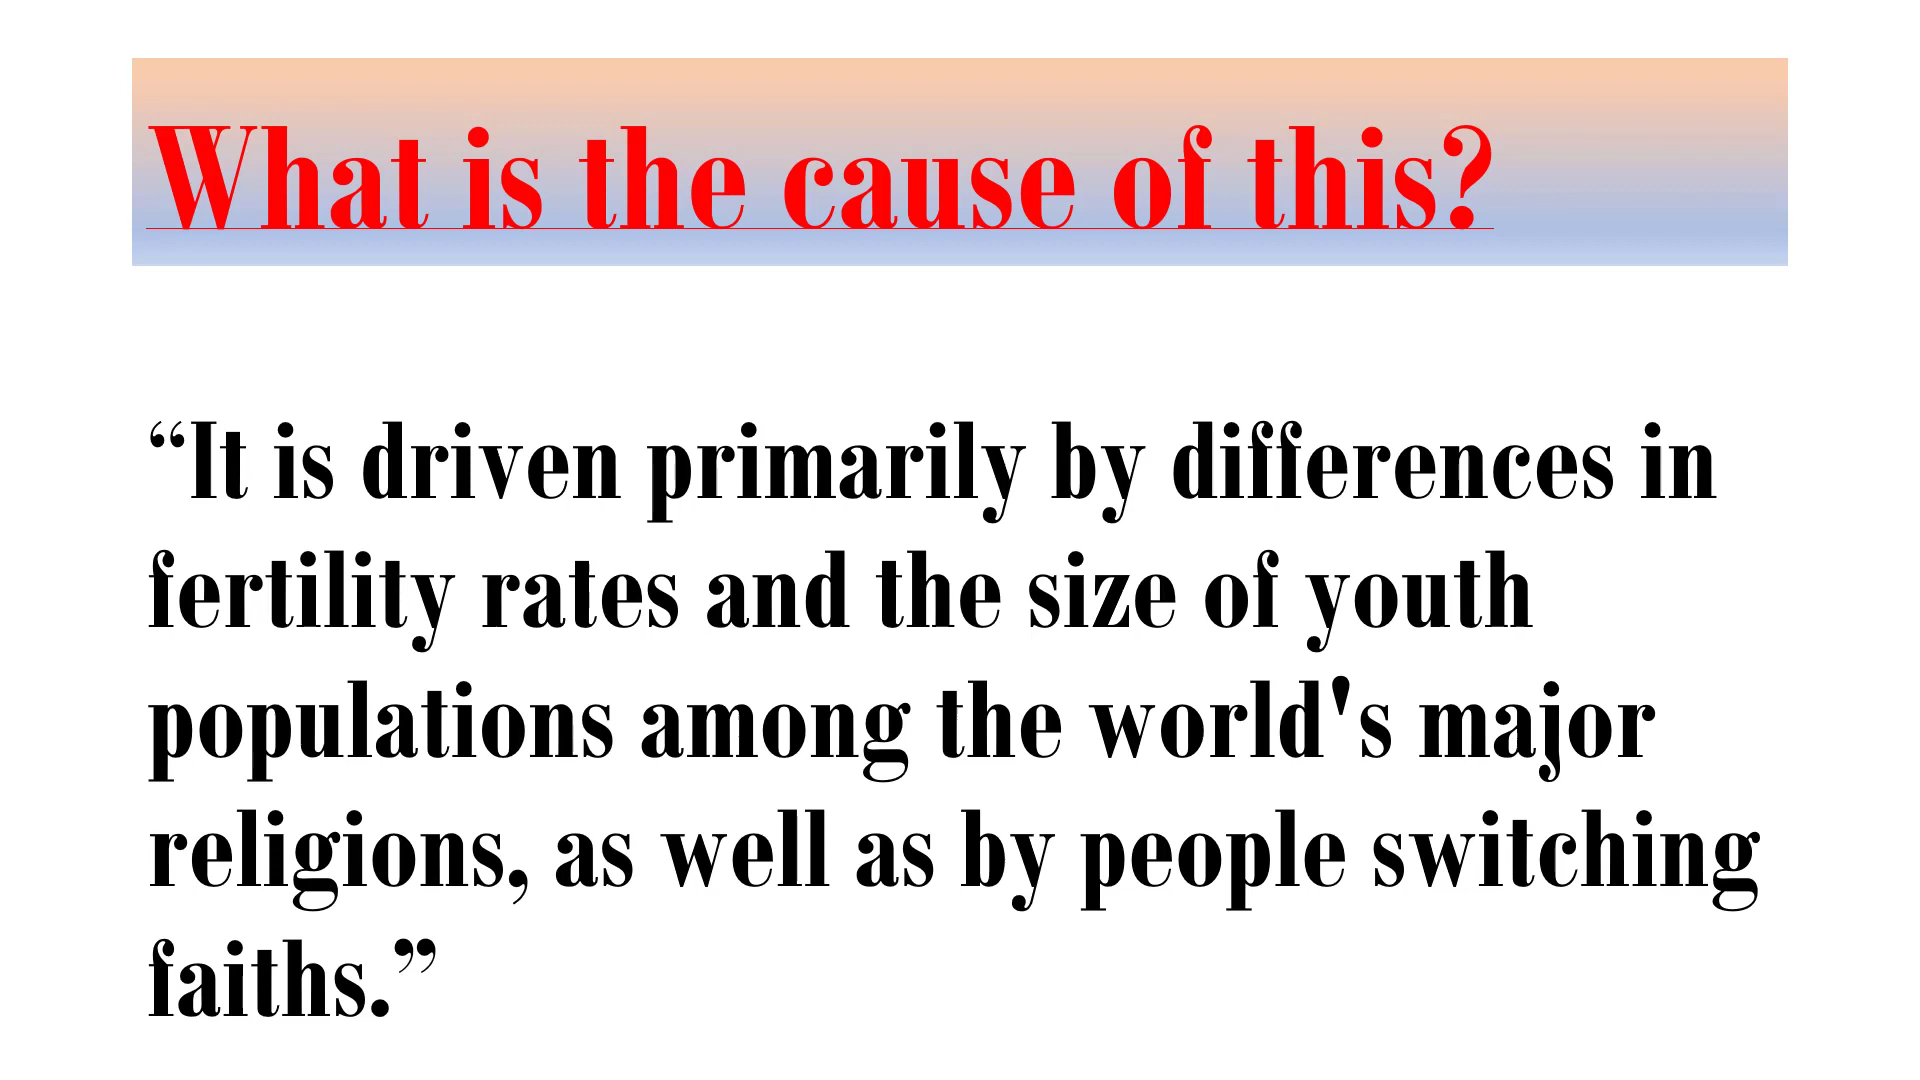 What is the cause of this?
“It is driven primarily by differences in
fertility rates and the size of youth
populations among the world's major
religions, as well as by people switching
faiths.”